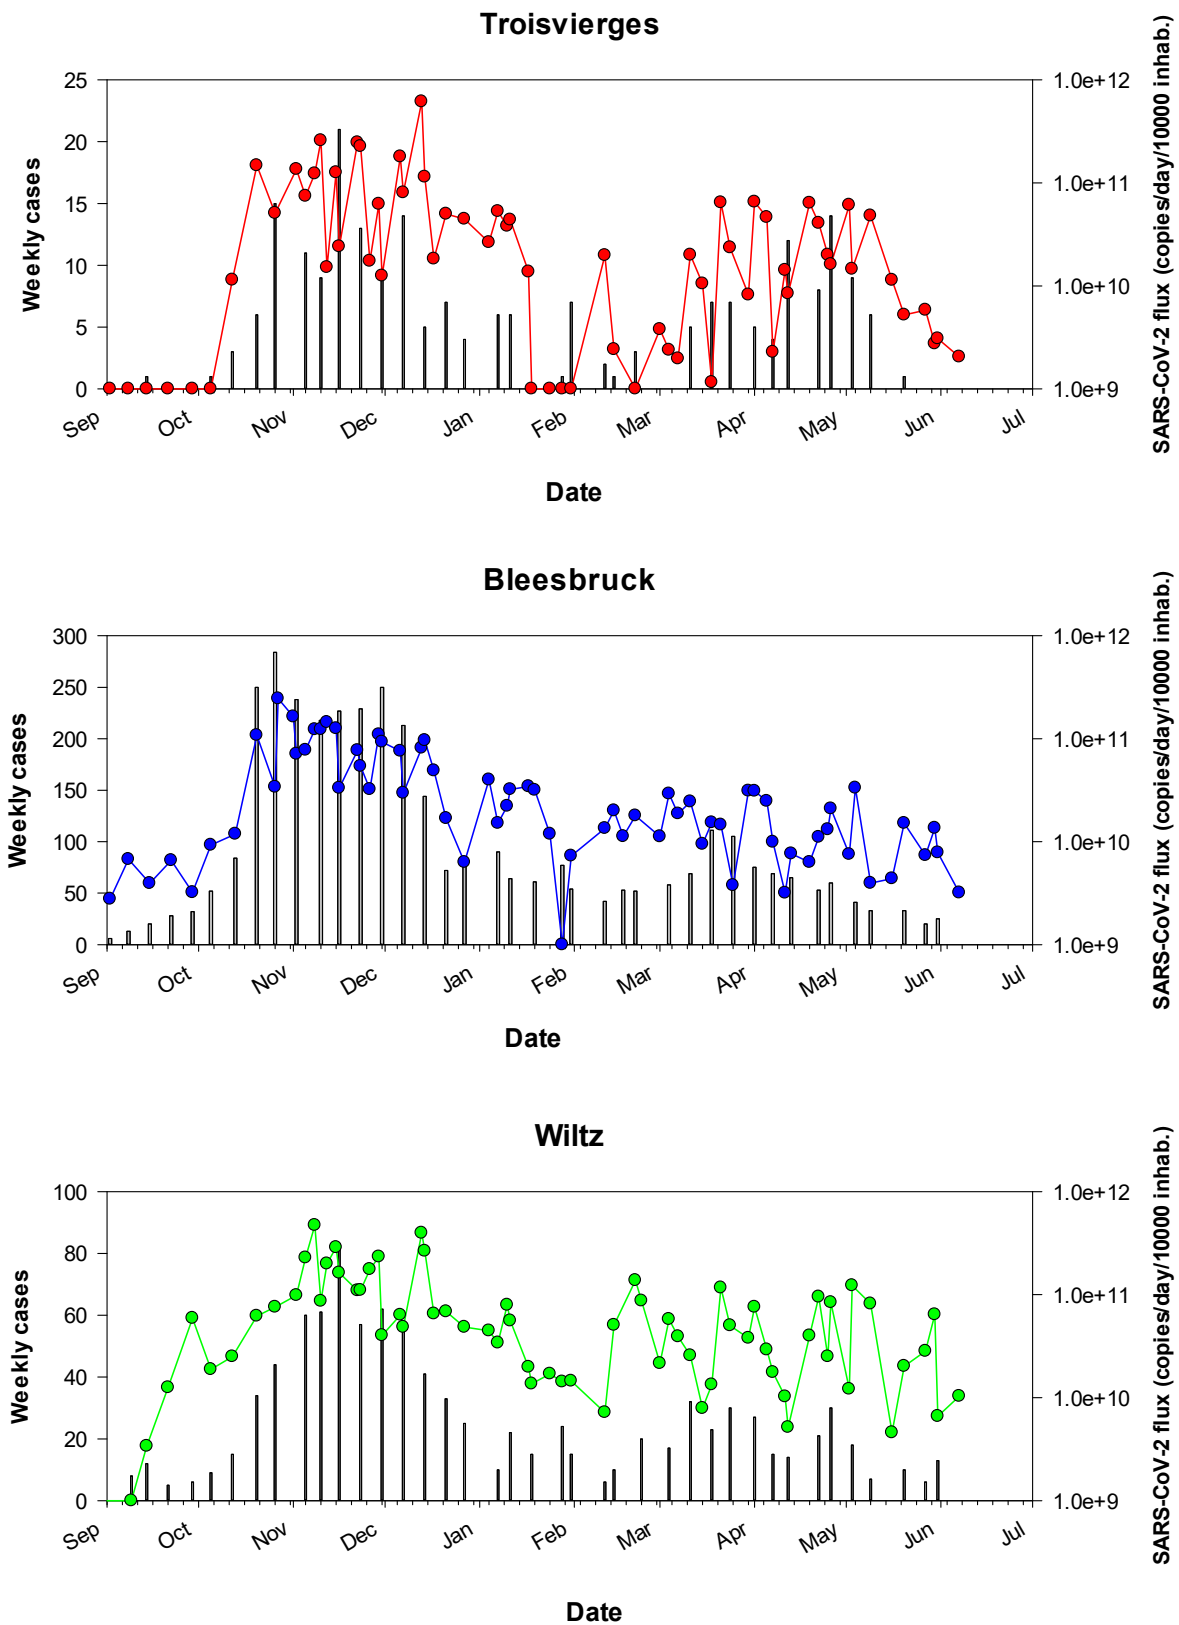 Troisvierges
25
20
15
10
5
0
Weekly cases
1.0e+12
1.0e+11
1.0e+10
1.0e+9
SARS-CoV-2 flux (copies/day/10000 inhab.)
Sep Oct Nov Dec Jan Feb Mar Apr May Jun Jul
Date
Bleesbruck
300
250
200
150
100
50
0
Weekly cases
1.0e+12
1.0e+11
1.0e+10
1.0e+9
SARS-CoV-2 flux (copies/day/10000 inhab.)
Sep Oct Nov Dec Jan Feb Mar Apr May Jun Jul
Date
Wiltz
100
80
60
40
20
0
Weekly cases
1.0e+12
1.0e+11
1.0e+10
1.0e+9
SARS-CoV-2 flux (copies/day/10000 inhab.)
Sep Oct Nov Dec Jan Feb Mar Apr May Jun Jul
Date